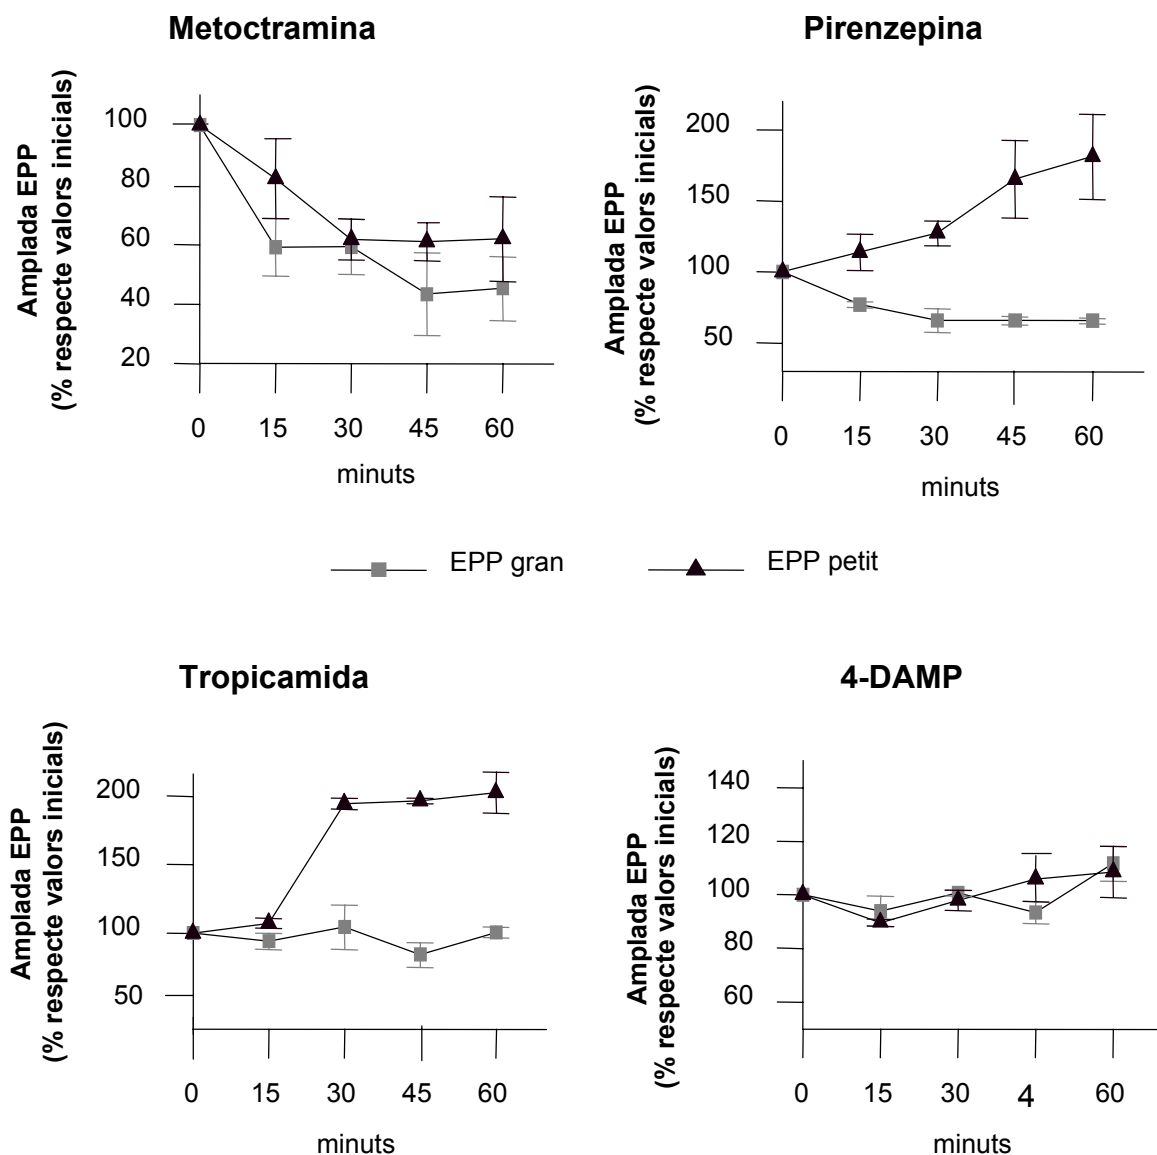 Metoctramina
Amplada EPP
(% respecte valors inicials)
100
80
60
40
20
0 15 30 45 60
minuts
Pirenzepina
Amplada EPP
(% respecte valors inicials)
200
150
100
50
0 15 30 45 60
minuts
EPP gran
EPP petit
Tropicamida
Amplada EPP
(% respecte valors inicials)
200
150
100
50
0 15 30 45 60
minuts
4-DAMP
Amplada EPP
(% respecte valors inicials)
140
120
100
80
60
0 15 30 4 60
minuts